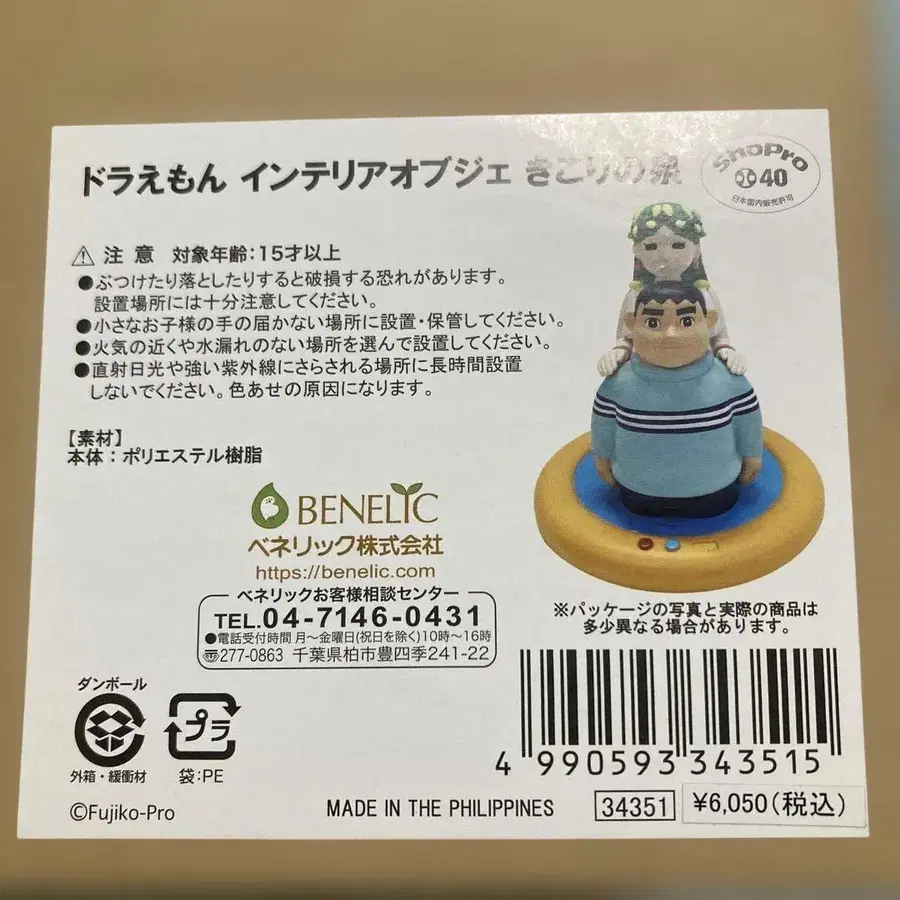 ドラえもん インテリアオブジェ きこりの泉
ShoPro
40
日本国内販売許可
注 意 対象年齢:15才以上
●ぶつけたり落としたりすると破損する恐れがあります。
設置場所には十分注意してください。
●小さなお子様の手の届かない場所に設置・保管してください。
●火気の近くや水漏れのない場所を選んで設置してください。
●直射日光や強い紫外線にさらされる場所に長時間設置
しないでください。色あせの原因になります。
【素材】
本体:ポリエステル樹脂
BENELIC
ベネリック株式会社
https://benelic.com
ベネリックお客様相談センター
TEL.04-7146-0431
●電話受付時間 月～金曜日(祝日を除く)10時～16時
〠277-0863 千葉県柏市豊四季241-22
※パッケージの写真と実際の商品は
多少異なる場合があります。
ダンボール
外箱・緩衝材
プラ
袋:PE
4 990593 343515
©Fujiko-Pro
MADE IN THE PHILIPPINES
34351
¥6,050(税込)